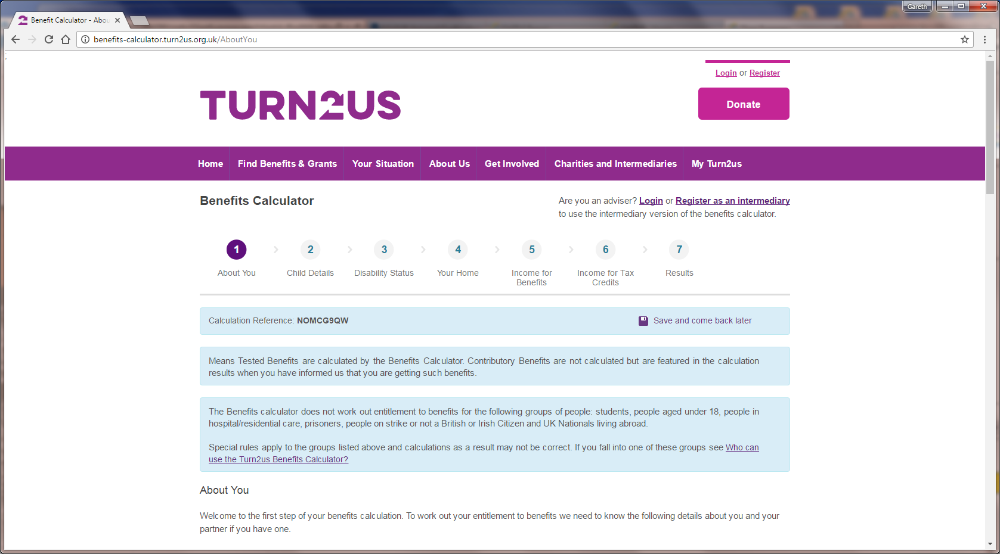 Gareth
Benefit Calculator - Abou
benefits-calculator.turn2us.org.uk/AboutYou
;
Login or Register
TURN2US
Donate
Home Find Benefits & Grants Your Situation About Us Get Involved Charities and Intermediaries My Turn2us
Benefits Calculator
Are you an adviser? Login or Register as an intermediary
to use the intermediary version of the benefits calculator.
1 2 3 4 5 6 7
About You Child Details Disability Status Your Home Income for Income for Tax Results
Benefits Credits
Calculation Reference: NOMCG9QW Save and come back later
Means Tested Benefits are calculated by the Benefits Calculator. Contributory Benefits are not calculated but are featured in the calculation
results when you have informed us that you are getting such benefits.
The Benefits calculator does not work out entitlement to benefits for the following groups of people: students, people aged under 18, people in
hospital/residential care, prisoners, people on strike or not a British or Irish Citizen and UK Nationals living abroad.
Special rules apply to the groups listed above and calculations as a result may not be correct. If you fall into one of these groups see Who can
use the Turn2us Benefits Calculator?
About You
Welcome to the first step of your benefits calculation. To work out your entitlement to benefits we need to know the following details about you and your
partner if you have one.